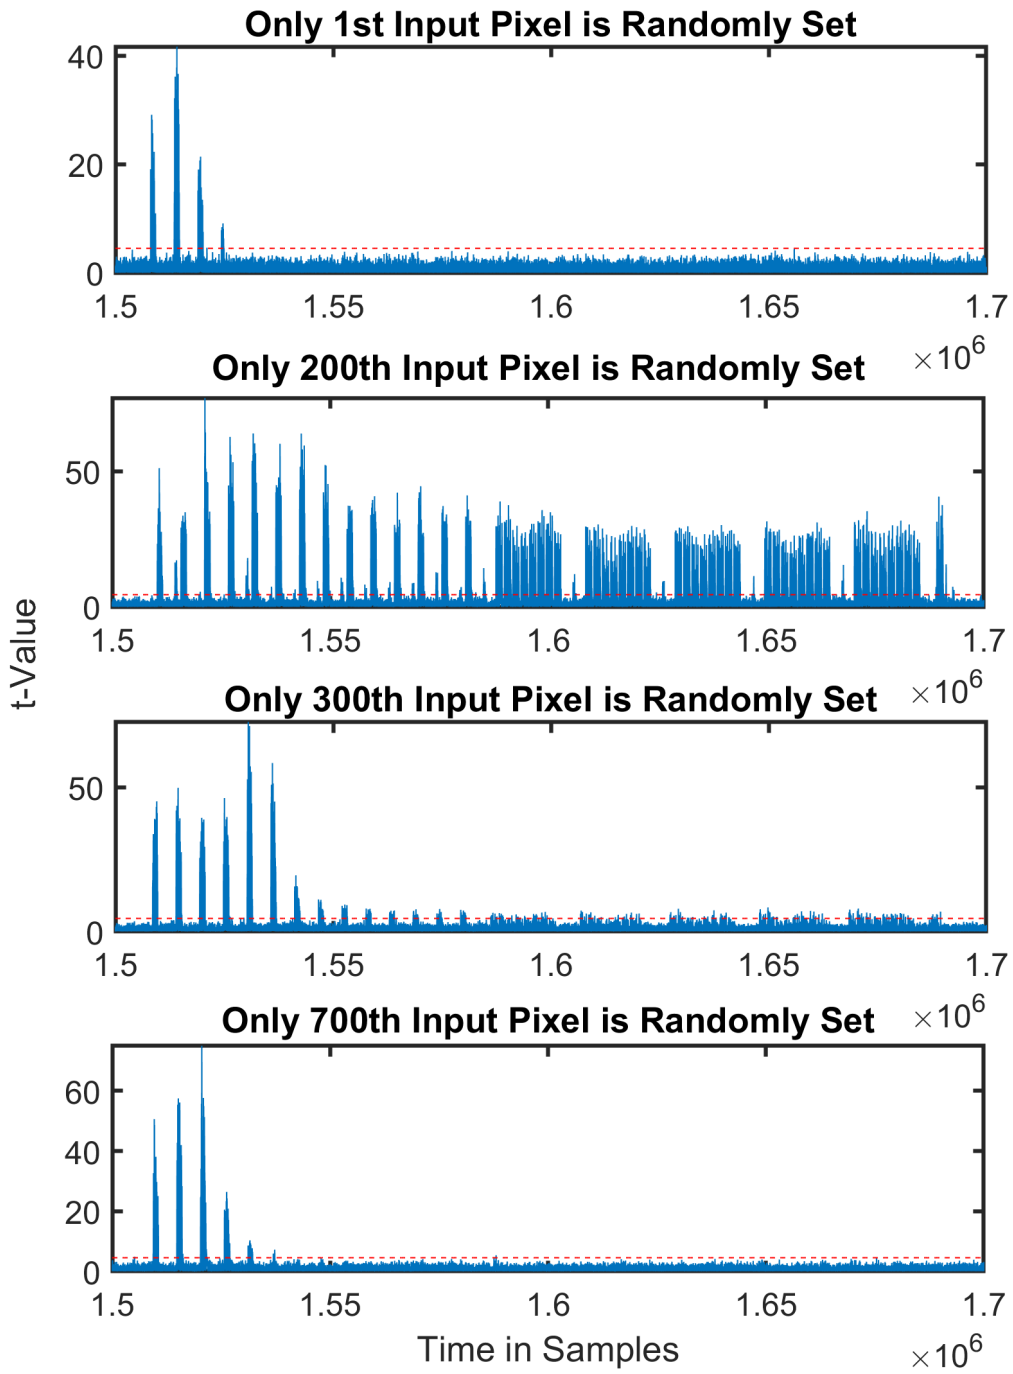 Only 1st Input Pixel is Randomly Set
40
20
0
1.5 1.55 1.6 1.65 1.7
×10^6
Only 200th Input Pixel is Randomly Set
50
0
1.5 1.55 1.6 1.65 1.7
×10^6
t-Value
Only 300th Input Pixel is Randomly Set
50
0
1.5 1.55 1.6 1.65 1.7
×10^6
Only 700th Input Pixel is Randomly Set
60
40
20
0
1.5 1.55 1.6 1.65 1.7
Time in Samples
×10^6